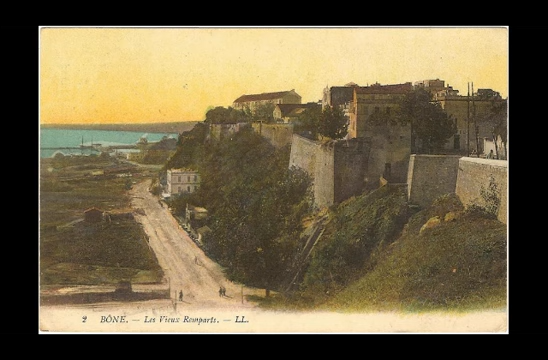 2 BÔNE. — Les Vieux Remparts. — LL.